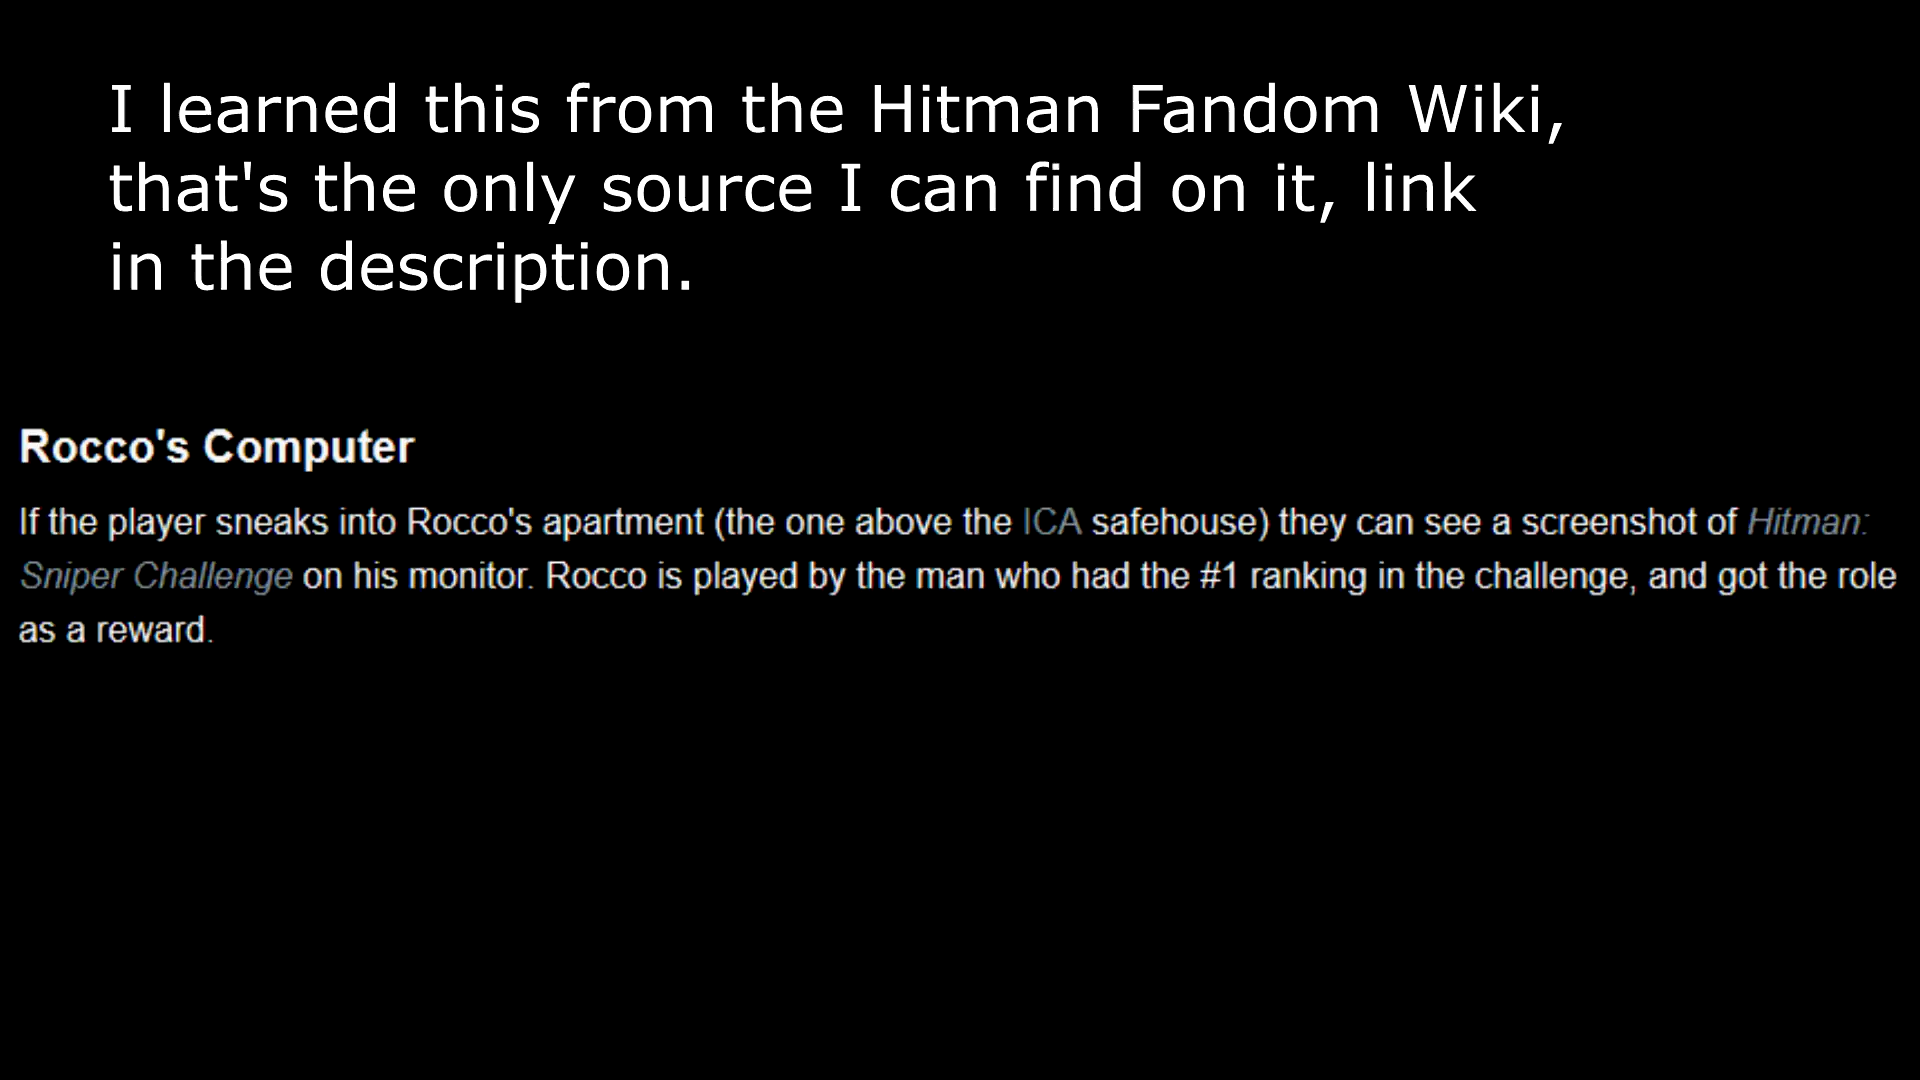 I learned this from the Hitman Fandom Wiki,
that's the only source I can find on it, link
in the description.
Rocco's Computer
If the player sneaks into Rocco's apartment (the one above the ICA safehouse) they can see a screenshot of Hitman:
Sniper Challenge on his monitor. Rocco is played by the man who had the #1 ranking in the challenge, and got the role
as a reward.